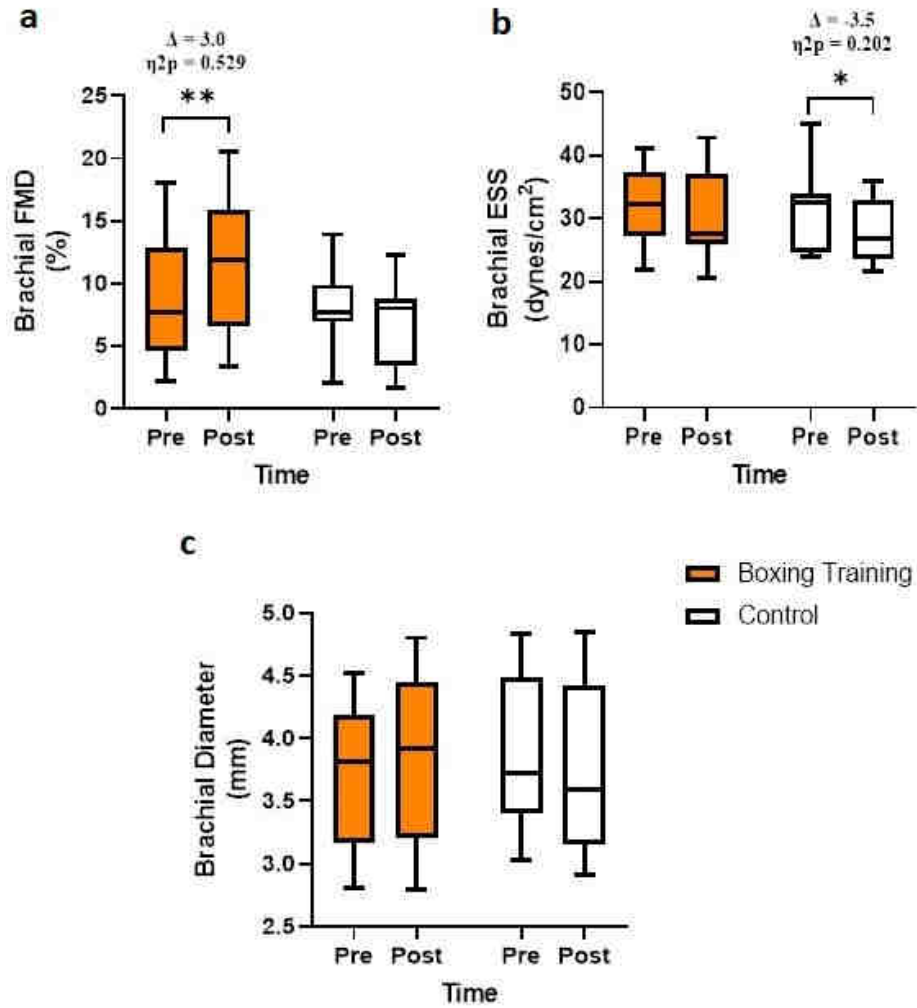 a
Δ = 3.0
η2p = 0.529
**
25
20
15
10
5
0
Brachial FMD
(%)
Pre Post Pre Post
Time
b
Δ = -3.5
η2p = 0.202
*
50
40
30
20
10
0
Brachial ESS
(dynes/cm²)
Pre Post Pre Post
Time
c
5.0
4.5
4.0
3.5
3.0
2.5
Brachial Diameter
(mm)
Pre Post Pre Post
Time
Boxing Training
Control